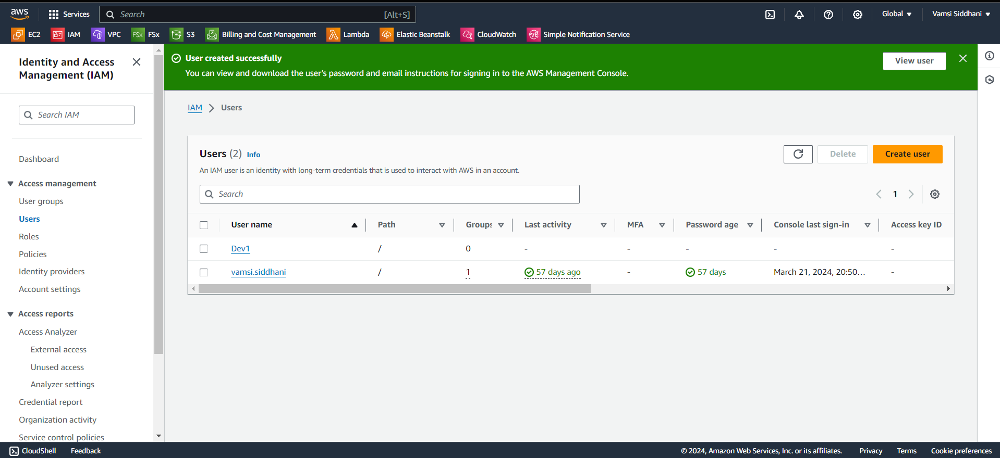 aws
Services
Search
[Alt+S]
Global
Vamsi Siddhani
EC2
IAM
VPC
FSx
FSx
S3
Billing and Cost Management
Lambda
Elastic Beanstalk
CloudWatch
Simple Notification Service
Identity and Access
Management (IAM)
Search IAM
Dashboard
Access management
User groups
Users
Roles
Policies
Identity providers
Account settings
Access reports
Access Analyzer
External access
Unused access
Analyzer settings
Credential report
Organization activity
Service control policies
User created successfully
You can view and download the user’s password and email instructions for signing in to the AWS Management Console.
View user
IAM
Users
Users (2) Info
An IAM user is an identity with long-term credentials that is used to interact with AWS in an account.
Delete
Create user
Search
1
User name Path Groups Last activity MFA Password age Console last sign-in Access key ID
Dev1 / 0 - - - - -
vamsi.siddhani / 1 57 days ago - 57 days March 21, 2024, 20:50... -
CloudShell
Feedback
© 2024, Amazon Web Services, Inc. or its affiliates.
Privacy
Terms
Cookie preferences